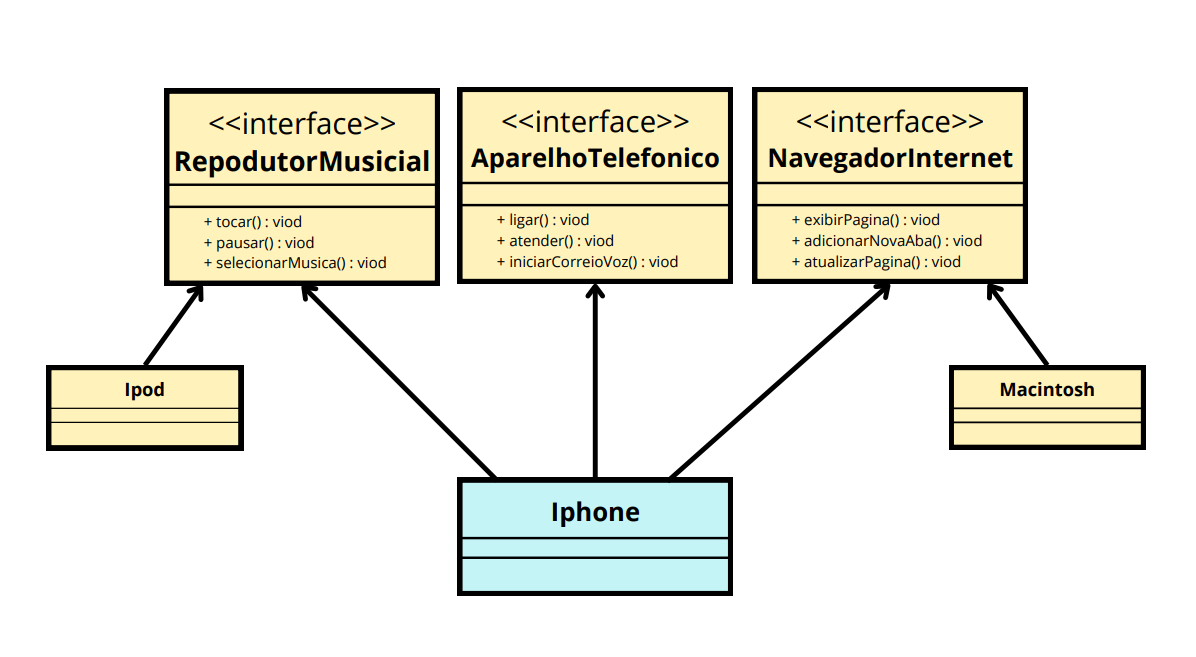 <<interface>>
RepodutorMusicial
+ tocar() : viod
+ pausar() : viod
+ selecionarMusica() : viod
<<interface>>
AparelhoTelefonico
+ ligar() : viod
+ atender() : viod
+ iniciarCorreioVoz() : viod
<<interface>>
NavegadorInternet
+ exibirPagina() : viod
+ adicionarNovaAba() : viod
+ atualizarPagina() : viod
Ipod
Macintosh
Iphone